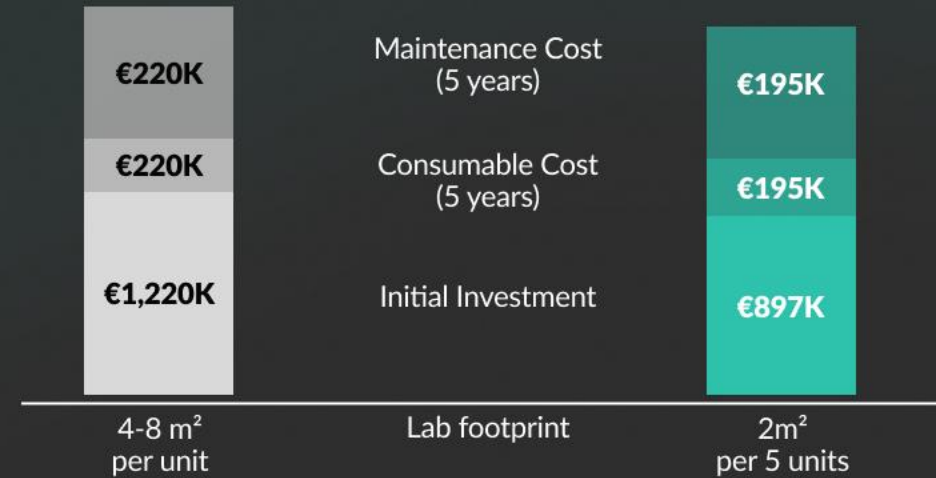 €220K
Maintenance Cost
(5 years)
€195K
€220K
Consumable Cost
(5 years)
€195K
€1,220K
Initial Investment
€897K
4-8 m²
per unit
Lab footprint
2m²
per 5 units